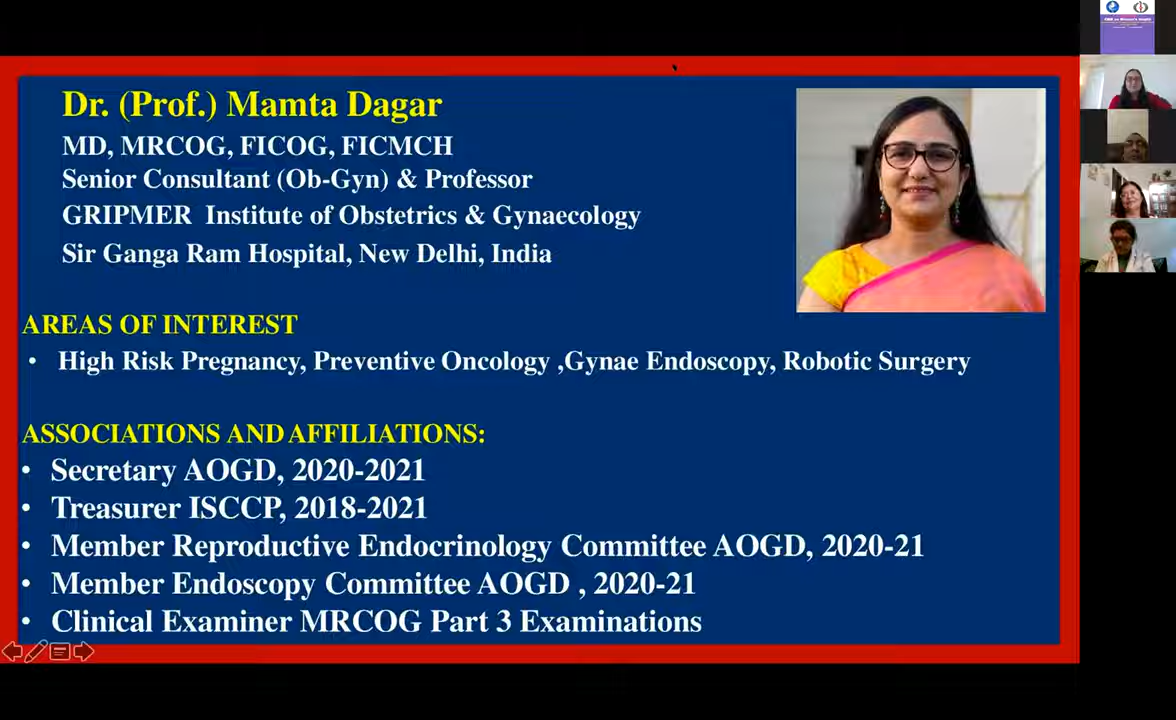 Dr. (Prof.) Mamta Dagar
MD, MRCOG, FICOG, FICMCH
Senior Consultant (Ob-Gyn) & Professor
GRIPMER Institute of Obstetrics & Gynaecology
Sir Ganga Ram Hospital, New Delhi, India
AREAS OF INTEREST
• High Risk Pregnancy, Preventive Oncology ,Gynae Endoscopy, Robotic Surgery
ASSOCIATIONS AND AFFILIATIONS:
• Secretary AOGD, 2020-2021
• Treasurer ISCCP, 2018-2021
• Member Reproductive Endocrinology Committee AOGD, 2020-21
• Member Endoscopy Committee AOGD , 2020-21
• Clinical Examiner MRCOG Part 3 Examinations